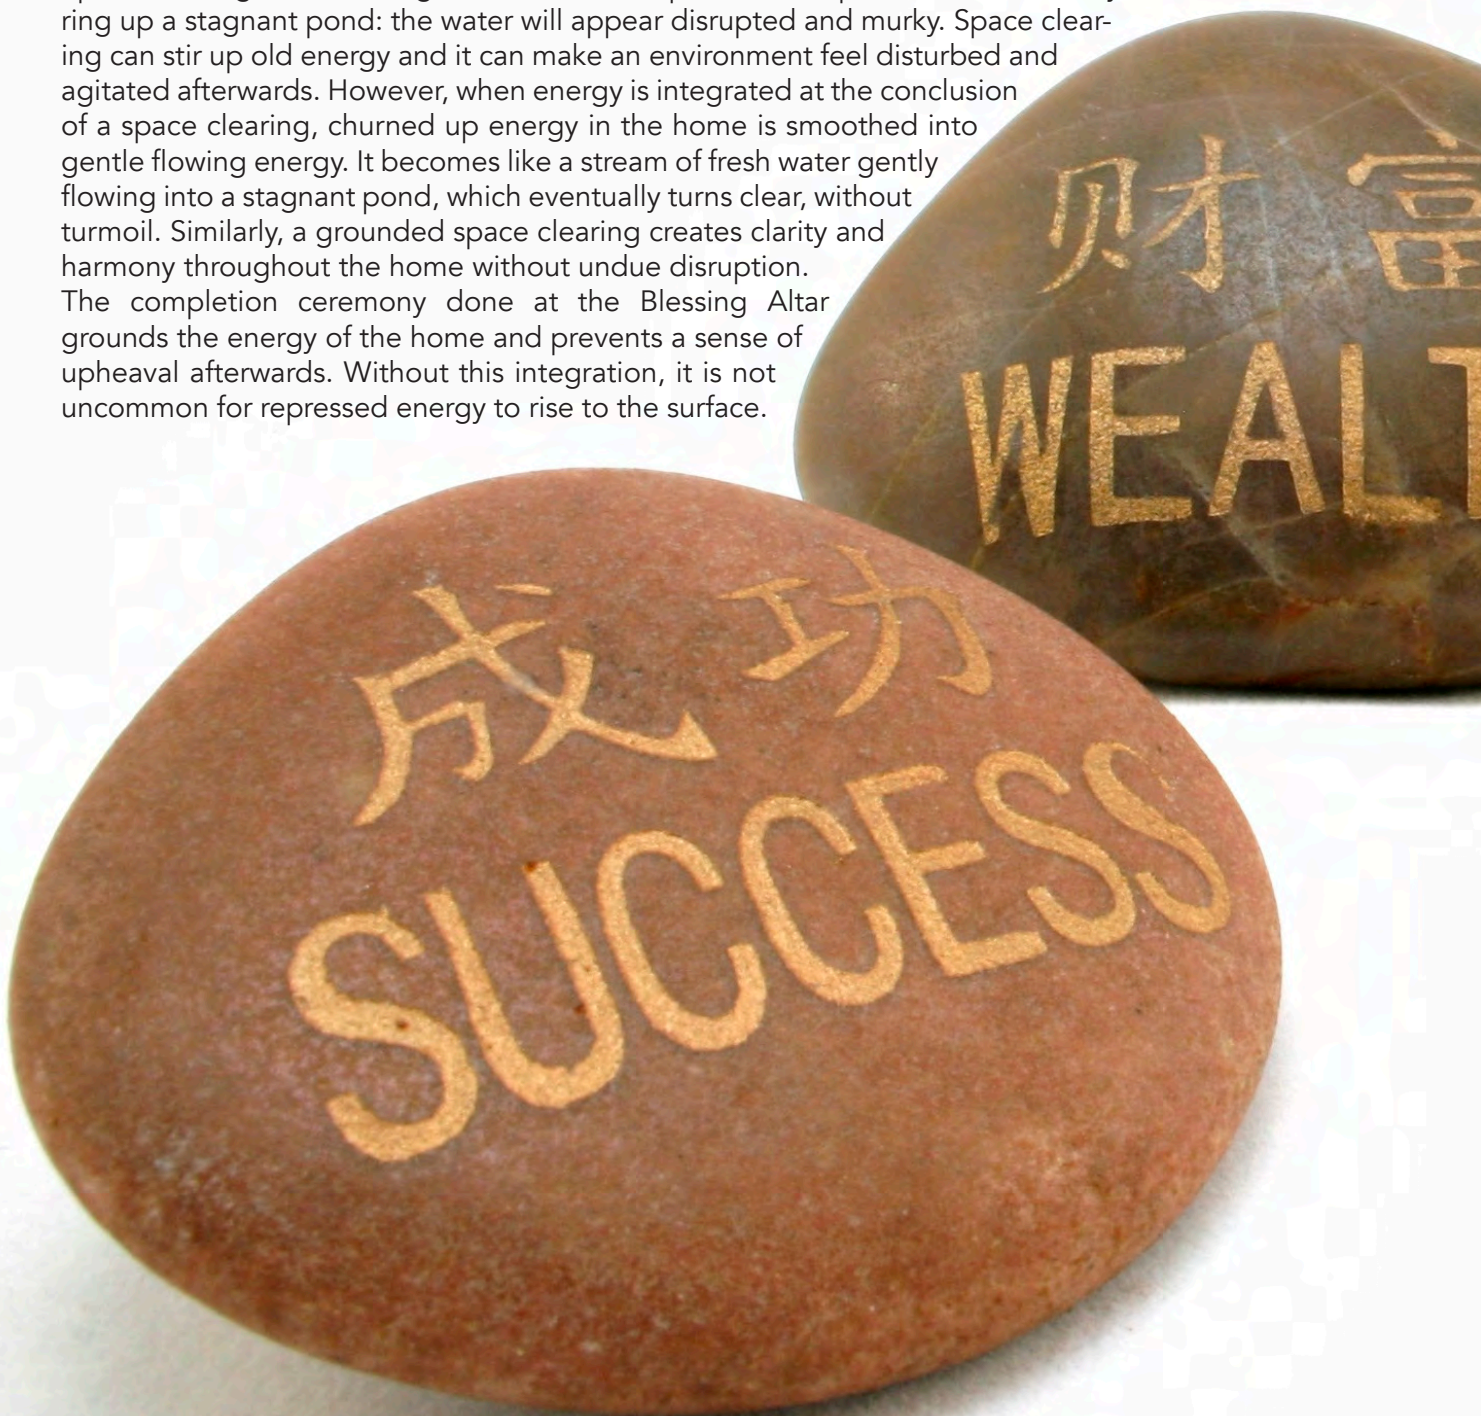 ring up a stagnant pond: the water will appear disrupted and murky. Space clear-
ing can stir up old energy and it can make an environment feel disturbed and
agitated afterwards. However, when energy is integrated at the conclusion
of a space clearing, churned up energy in the home is smoothed into
gentle flowing energy. It becomes like a stream of fresh water gently
flowing into a stagnant pond, which eventually turns clear, without
turmoil. Similarly, a grounded space clearing creates clarity and
harmony throughout the home without undue disruption.
The completion ceremony done at the Blessing Altar
grounds the energy of the home and prevents a sense of
upheaval afterwards. Without this integration, it is not
uncommon for repressed energy to rise to the surface.
财富
WEALT
成功
SUCCESS